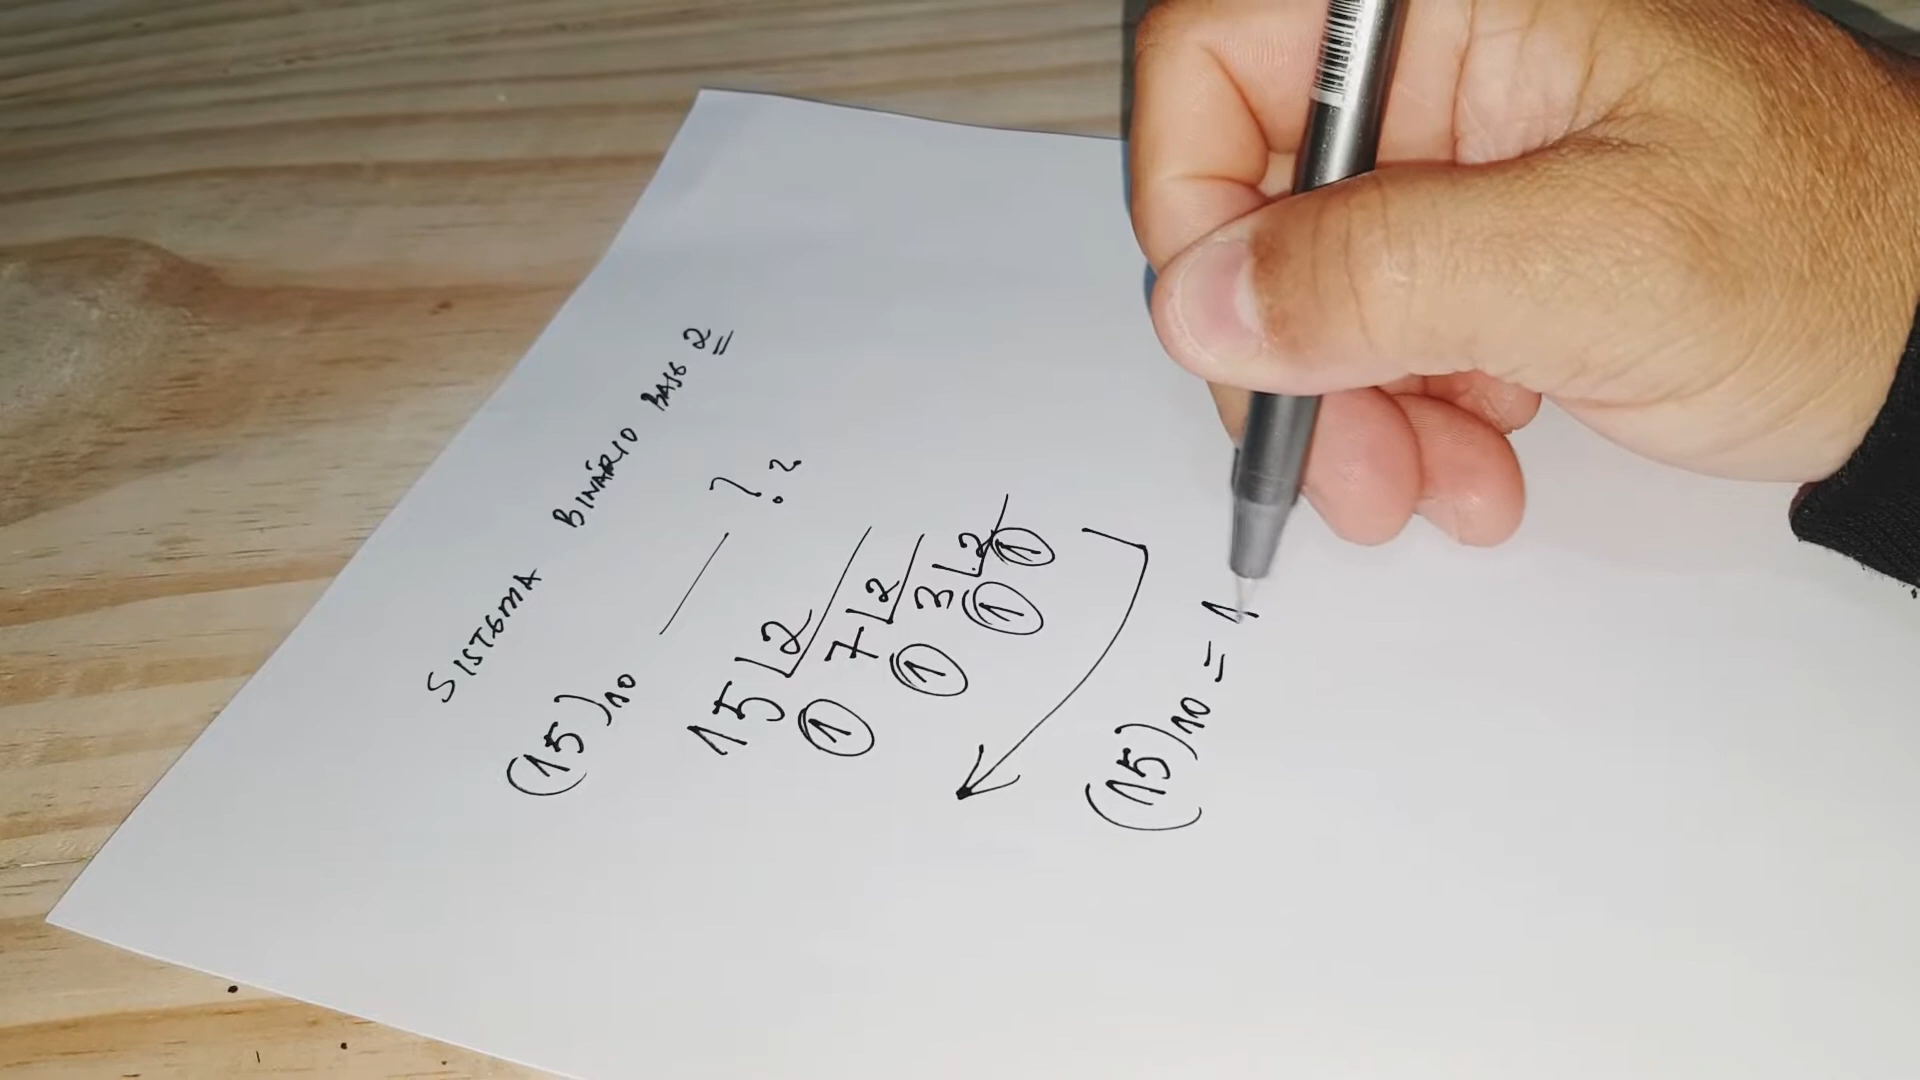 SISTEMA BINÁRIO BASE 2
(15)10 — ??
15 2
1 7 2
1 3 2
1 1
(15)10 = 1